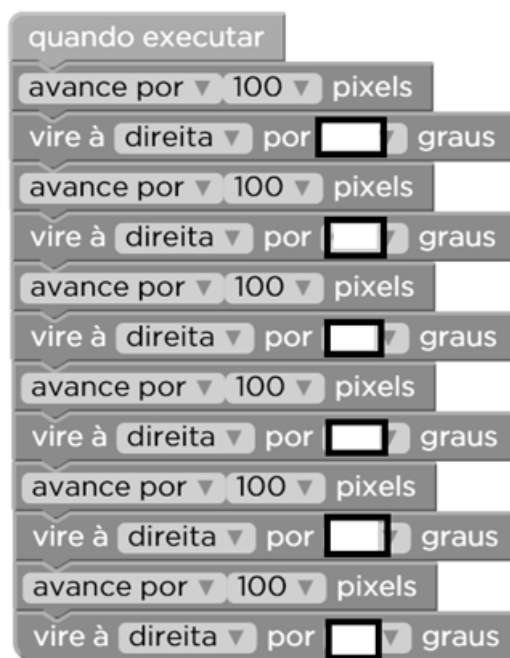 quando executar
avance por 100 pixels
vire à direita por graus
avance por 100 pixels
vire à direita por graus
avance por 100 pixels
vire à direita por graus
avance por 100 pixels
vire à direita por graus
avance por 100 pixels
vire à direita por graus
avance por 100 pixels
vire à direita por graus